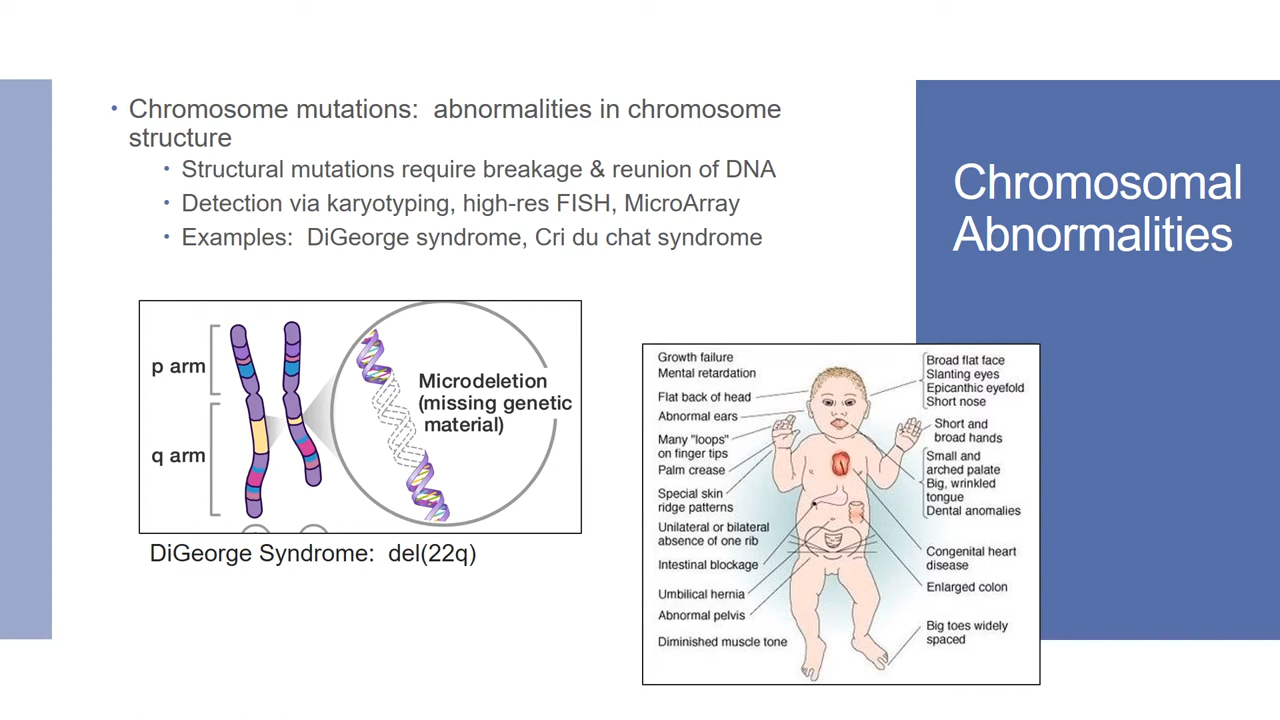 • Chromosome mutations:  abnormalities in chromosome
structure
• Structural mutations require breakage & reunion of DNA
• Detection via karyotyping, high-res FISH, MicroArray
• Examples:  DiGeorge syndrome, Cri du chat syndrome
Chromosomal
Abnormalities
p arm
q arm
Microdeletion
(missing genetic
material)
DiGeorge Syndrome:  del(22q)
Growth failure
Mental retardation
Flat back of head
Abnormal ears
Many "loops"
on finger tips
Palm crease
Special skin
ridge patterns
Unilateral or bilateral
absence of one rib
Intestinal blockage
Umbilical hernia
Abnormal pelvis
Diminished muscle tone
Broad flat face
Slanting eyes
Epicanthic eyefold
Short nose
Short and
broad hands
Small and
arched palate
Big, wrinkled
tongue
Dental anomalies
Congenital heart
disease
Enlarged colon
Big toes widely
spaced